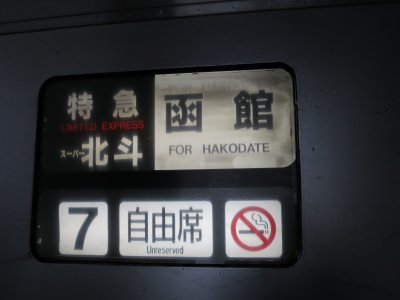 特急
LIMITED EXPRESS
スーパー北斗
函館
FOR HAKODATE
7
自由席
Unreserved